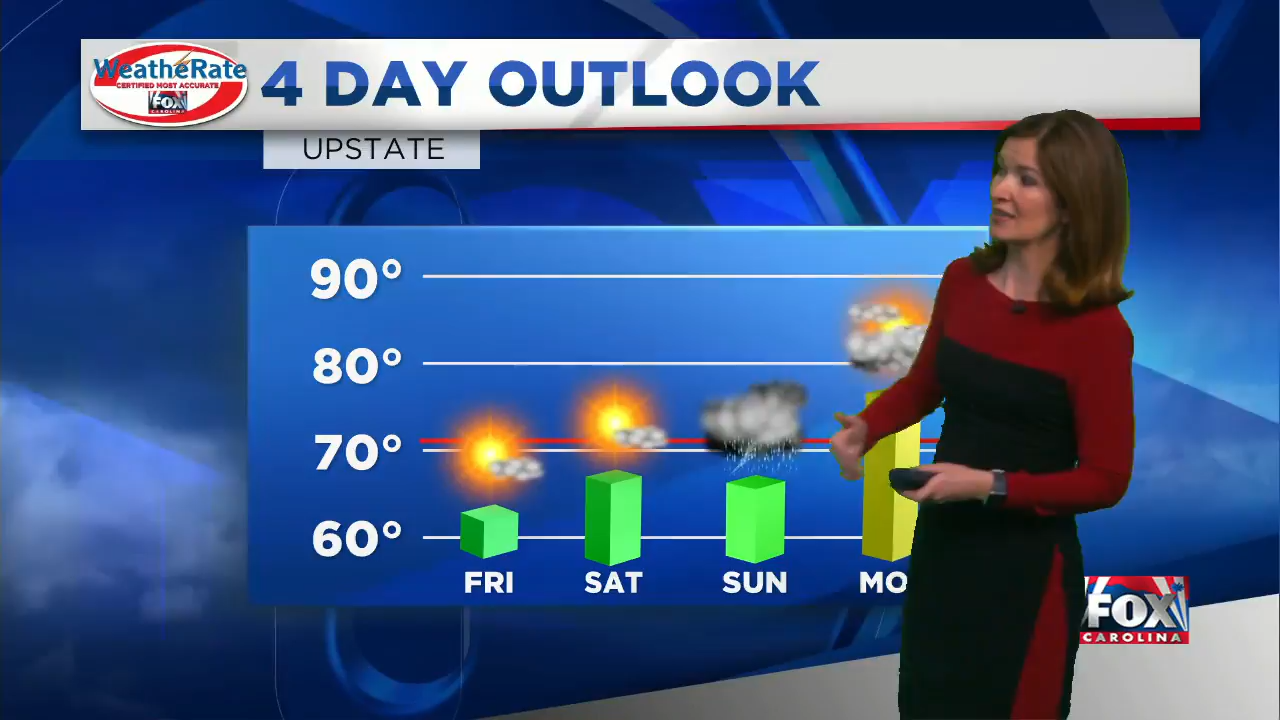 WeatheRate
CERTIFIED MOST ACCURATE
FOX
CAROLINA
4 DAY OUTLOOK
UPSTATE
90°
80°
70°
60°
FRI SAT SUN MO
FOX
CAROLINA